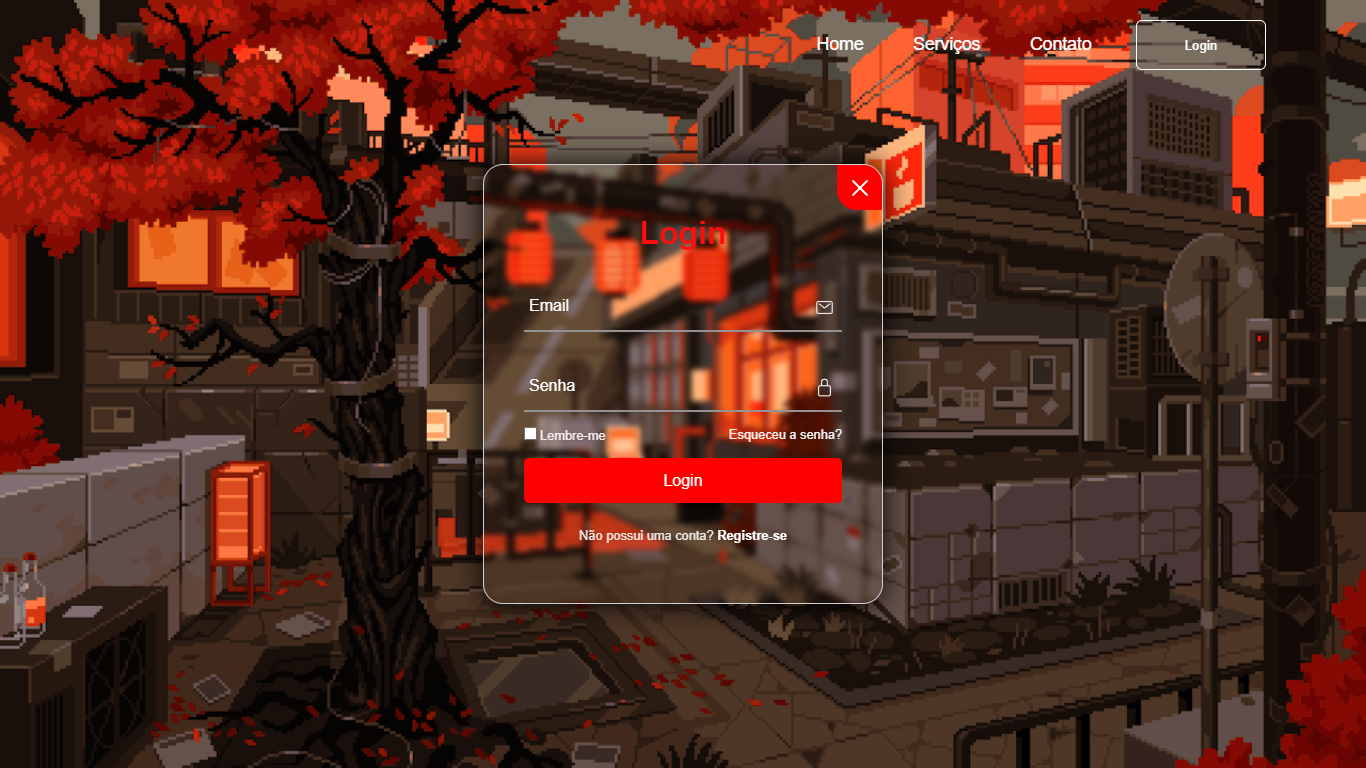 Home Serviços Contato Login
Login
Email
Senha
Lembre-me Esqueceu a senha?
Login
Não possui uma conta? Registre-se